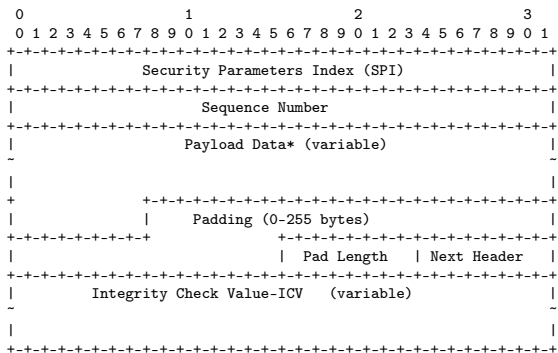 0 1 2 3
0 1 2 3 4 5 6 7 8 9 0 1 2 3 4 5 6 7 8 9 0 1 2 3 4 5 6 7 8 9 0 1
+-+-+-+-+-+-+-+-+-+-+-+-+-+-+-+-+-+-+-+-+-+-+-+-+-+-+-+-+-+-+-+-+
| Security Parameters Index (SPI) |
+-+-+-+-+-+-+-+-+-+-+-+-+-+-+-+-+-+-+-+-+-+-+-+-+-+-+-+-+-+-+-+-+
| Sequence Number |
+-+-+-+-+-+-+-+-+-+-+-+-+-+-+-+-+-+-+-+-+-+-+-+-+-+-+-+-+-+-+-+-+
| Payload Data* (variable) |
~ ~
| |
+ +-+-+-+-+-+-+-+-+-+-+-+-+-+-+-+-+-+-+-+-+-+-+-+-+
| | Padding (0-255 bytes) |
+-+-+-+-+-+-+-+-+ +-+-+-+-+-+-+-+-+-+-+-+-+-+-+-+-+
| | Pad Length | Next Header |
+-+-+-+-+-+-+-+-+-+-+-+-+-+-+-+-+-+-+-+-+-+-+-+-+-+-+-+-+-+-+-+-+
| Integrity Check Value-ICV (variable) |
~ ~
| |
+-+-+-+-+-+-+-+-+-+-+-+-+-+-+-+-+-+-+-+-+-+-+-+-+-+-+-+-+-+-+-+-+